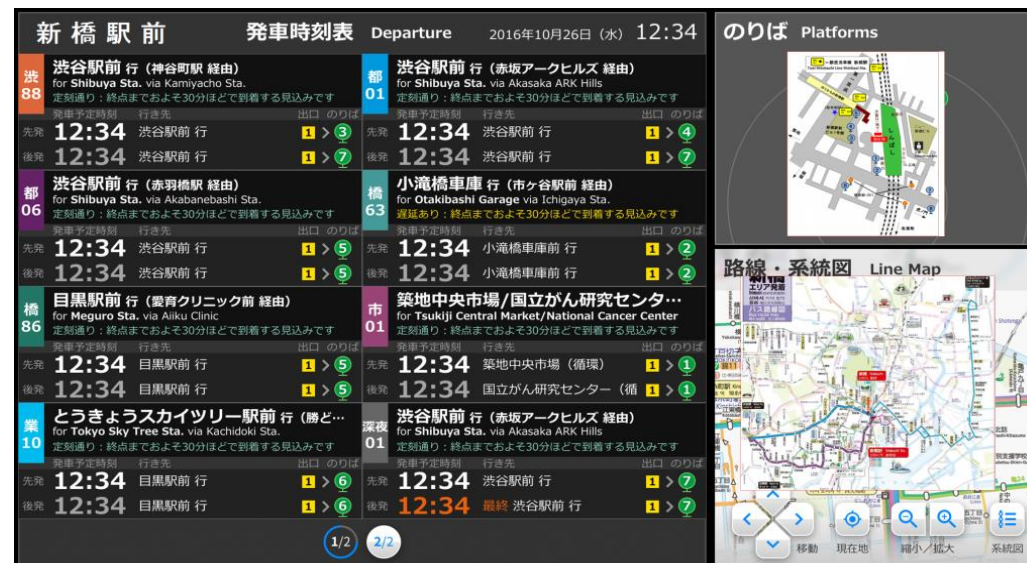 新橋駅前 発車時刻表 Departure 2016年10月26日（水） 12:34
渋88 渋谷駅前 行（神谷町駅 経由）
for Shibuya Sta. via Kamiyacho Sta.
定刻通り：終点までおよそ30分ほどで到着する見込みです
発車予定時刻 行き先 出口 のりば
先発 12:34 渋谷駅前 行 1 > 3
後発 12:34 渋谷駅前 行 1 > 7
都01 渋谷駅前 行（赤坂アークヒルズ 経由）
for Shibuya Sta. via Akasaka ARK Hills
定刻通り：終点までおよそ30分ほどで到着する見込みです
発車予定時刻 行き先 出口 のりば
先発 12:34 渋谷駅前 行 1 > 4
後発 12:34 渋谷駅前 行 1 > 7
都06 渋谷駅前 行（赤羽橋駅 経由）
for Shibuya Sta. via Akabanebashi Sta.
定刻通り：終点までおよそ30分ほどで到着する見込みです
発車予定時刻 行き先 出口 のりば
先発 12:34 渋谷駅前 行 1 > 5
後発 12:34 渋谷駅前 行 1 > 5
橋63 小滝橋車庫 行（市ヶ谷駅前 経由）
for Otakibashi Garage via Ichigaya Sta.
遅延あり：終点までおよそ30分ほどで到着する見込みです
発車予定時刻 行き先 出口 のりば
先発 12:34 小滝橋車庫前 行 1 > 2
後発 12:34 小滝橋車庫前 行 1 > 2
橋86 目黒駅前 行（愛育クリニック前 経由）
for Meguro Sta. via Aiiku Clinic
定刻通り：終点までおよそ30分ほどで到着する見込みです
発車予定時刻 行き先 出口 のりば
先発 12:34 目黒駅前 行 1 > 5
後発 12:34 目黒駅前 行 1 > 5
市01 築地中央市場/国立がん研究センタ…
for Tsukiji Central Market/National Cancer Center
定刻通り：終点までおよそ30分ほどで到着する見込みです
発車予定時刻 行き先 出口 のりば
先発 12:34 築地中央市場（循環） 1 > 1
後発 12:34 国立がん研究センター（循 1 > 1
業10 とうきょうスカイツリー駅前 行（勝ど…
for Tokyo Sky Tree Sta. via Kachidoki Sta.
定刻通り：終点までおよそ30分ほどで到着する見込みです
発車予定時刻 行き先 出口 のりば
先発 12:34 目黒駅前 行 1 > 6
後発 12:34 目黒駅前 行 1 > 6
深夜01 渋谷駅前 行（赤坂アークヒルズ 経由）
for Shibuya Sta. via Akasaka ARK Hills
定刻通り：終点までおよそ30分ほどで到着する見込みです
発車予定時刻 行き先 出口 のりば
先発 12:34 渋谷駅前 行 1 > 7
後発 12:34 最終 渋谷駅前 行 1 > 7
1/2 2/2
のりば Platforms
しんばし
路線・系統図 Line Map
新橋
エリア発着
バス路線図
移動 現在地 縮小／拡大 系統図